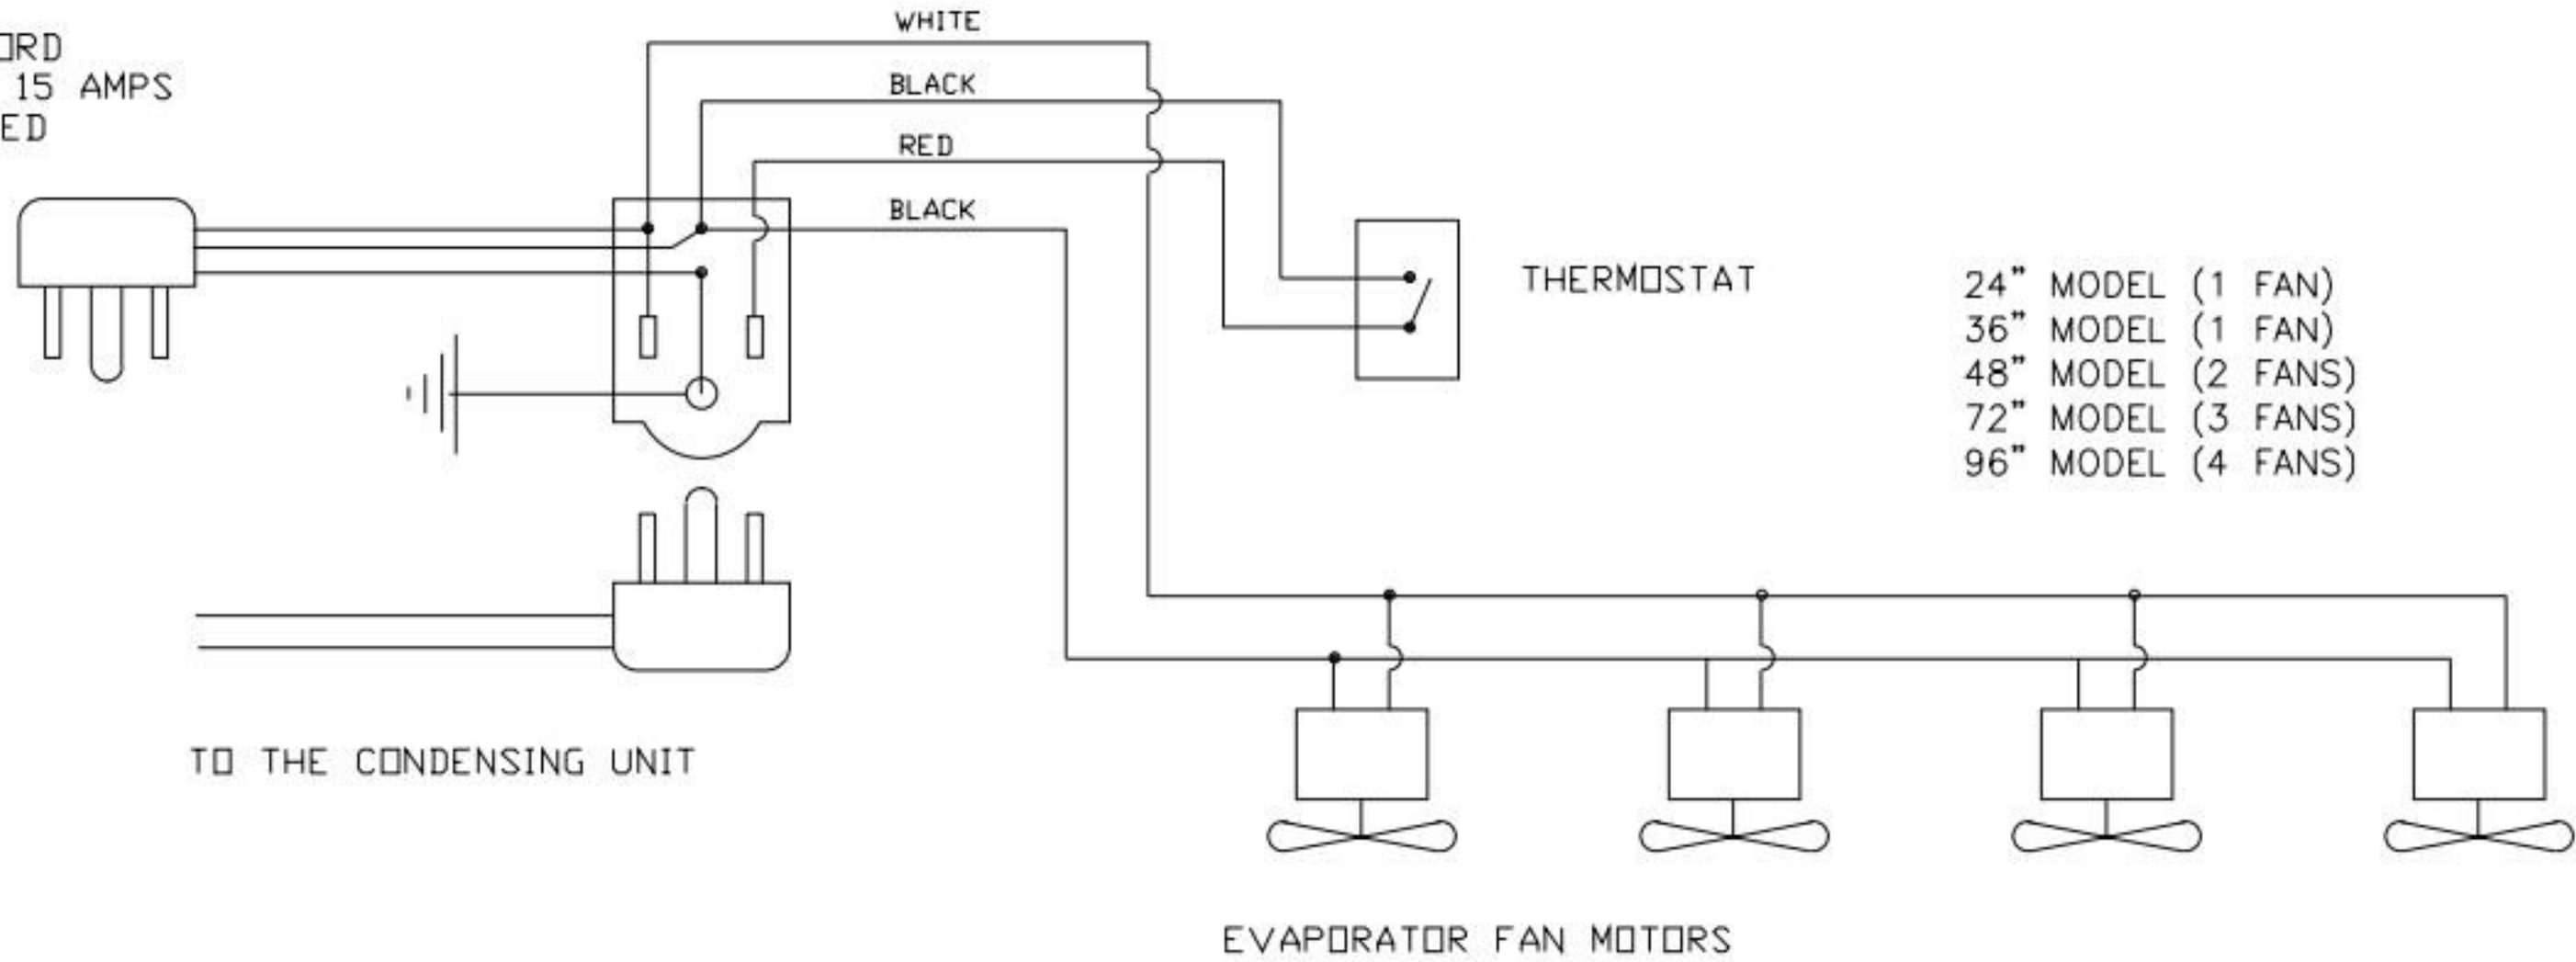 WHITE
ORD
15 AMPS
ED
BLACK
RED
BLACK
THERMOSTAT
24" MODEL (1 FAN)
36" MODEL (1 FAN)
48" MODEL (2 FANS)
72" MODEL (3 FANS)
96" MODEL (4 FANS)
TO THE CONDENSING UNIT
EVAPORATOR FAN MOTORS